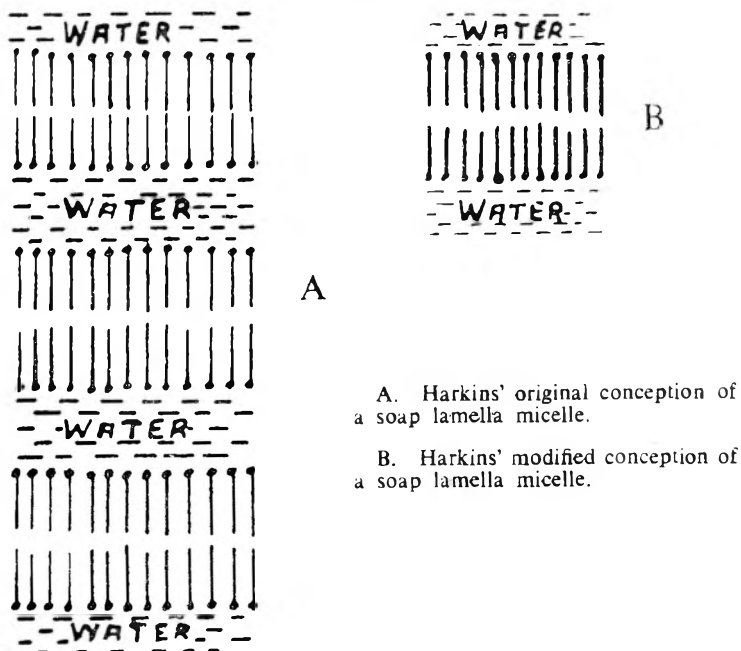 WATER
WATER
WATER
WATER
A
WATER
WATER
B
A. Harkins' original conception of
a soap lamella micelle.
B. Harkins' modified conception of
a soap lamella micelle.